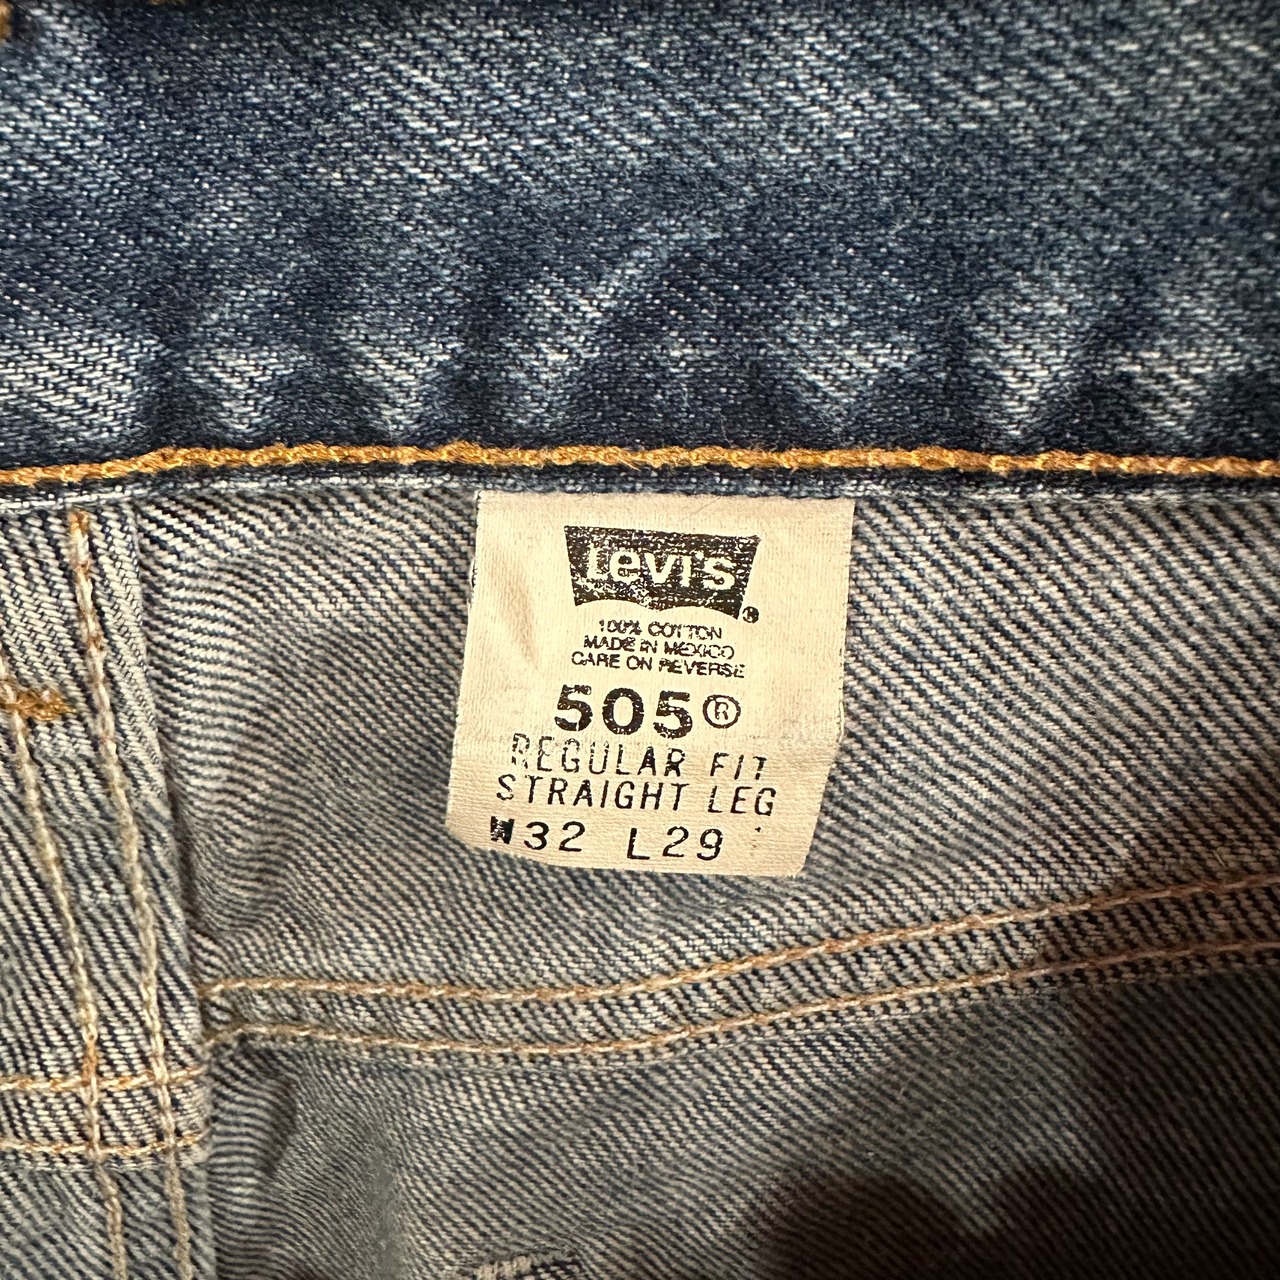 Levi's®
100% COTTON
MADE IN MEXICO
CARE ON REVERSE
505®
REGULAR FIT
STRAIGHT LEG
W32 L29